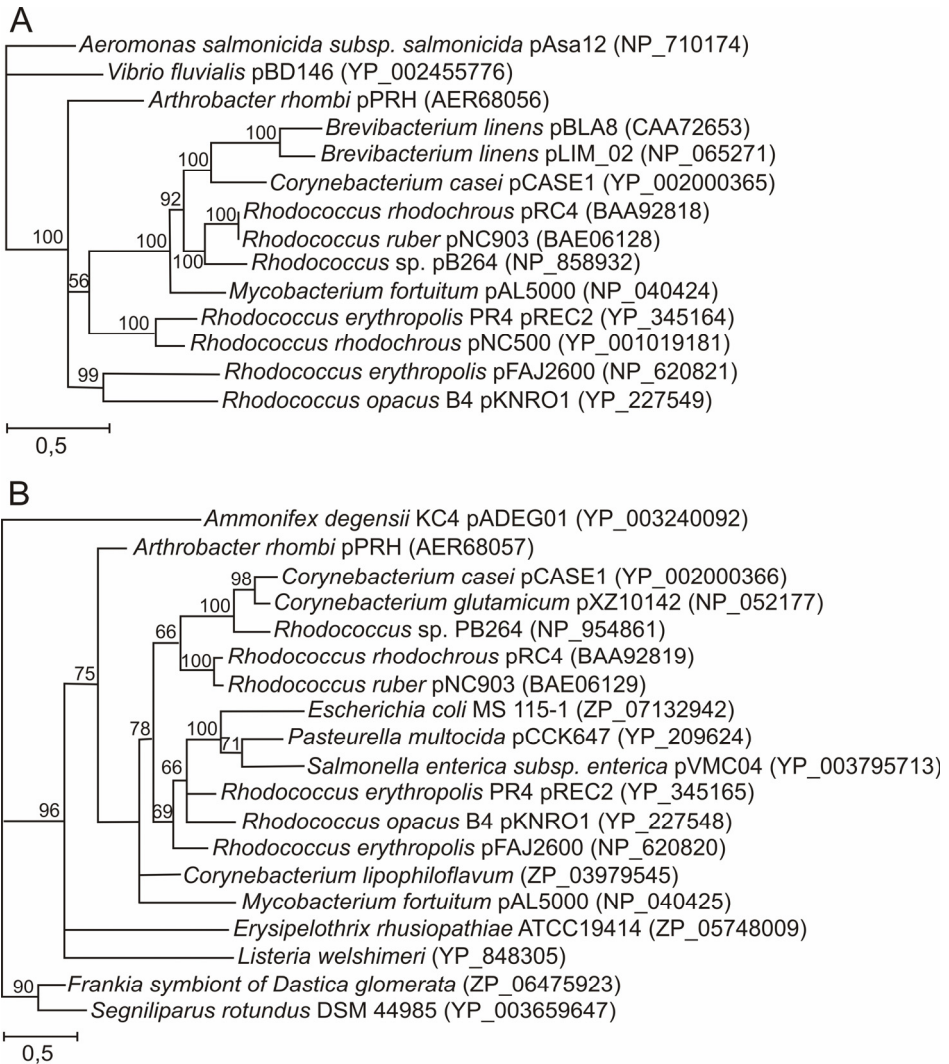 A
Aeromonas salmonicida subsp. salmonicida pAsa12 (NP_710174)
Vibrio fluvialis pBD146 (YP_002455776)
Arthrobacter rhombi pPRH (AER68056)
100 Brevibacterium linens pBLA8 (CAA72653)
100 Brevibacterium linens pLIM_02 (NP_065271)
Corynebacterium casei pCASE1 (YP_002000365)
92
100 Rhodococcus rhodochrous pRC4 (BAA92818)
100 100 Rhodococcus ruber pNC903 (BAE06128)
100 Rhodococcus sp. pB264 (NP_858932)
56 Mycobacterium fortuitum pAL5000 (NP_040424)
100 Rhodococcus erythropolis PR4 pREC2 (YP_345164)
Rhodococcus rhodochrous pNC500 (YP_001019181)
99 Rhodococcus erythropolis pFAJ2600 (NP_620821)
Rhodococcus opacus B4 pKNRO1 (YP_227549)
0,5
B
Ammonifex degensii KC4 pADEG01 (YP_003240092)
Arthrobacter rhombi pPRH (AER68057)
98 Corynebacterium casei pCASE1 (YP_002000366)
100 Corynebacterium glutamicum pXZ10142 (NP_052177)
66 Rhodococcus sp. PB264 (NP_954861)
75 100 Rhodococcus rhodochrous pRC4 (BAA92819)
Rhodococcus ruber pNC903 (BAE06129)
Escherichia coli MS 115-1 (ZP_07132942)
78 100 71 Pasteurella multocida pCCK647 (YP_209624)
66 Salmonella enterica subsp. enterica pVMC04 (YP_003795713)
Rhodococcus erythropolis PR4 pREC2 (YP_345165)
96 69 Rhodococcus opacus B4 pKNRO1 (YP_227548)
Rhodococcus erythropolis pFAJ2600 (NP_620820)
Corynebacterium lipophiloflavum (ZP_03979545)
Mycobacterium fortuitum pAL5000 (NP_040425)
Erysipelothrix rhusiopathiae ATCC19414 (ZP_05748009)
Listeria welshimeri (YP_848305)
90 Frankia symbiont of Dastica glomerata (ZP_06475923)
Segniliparus rotundus DSM 44985 (YP_003659647)
0,5